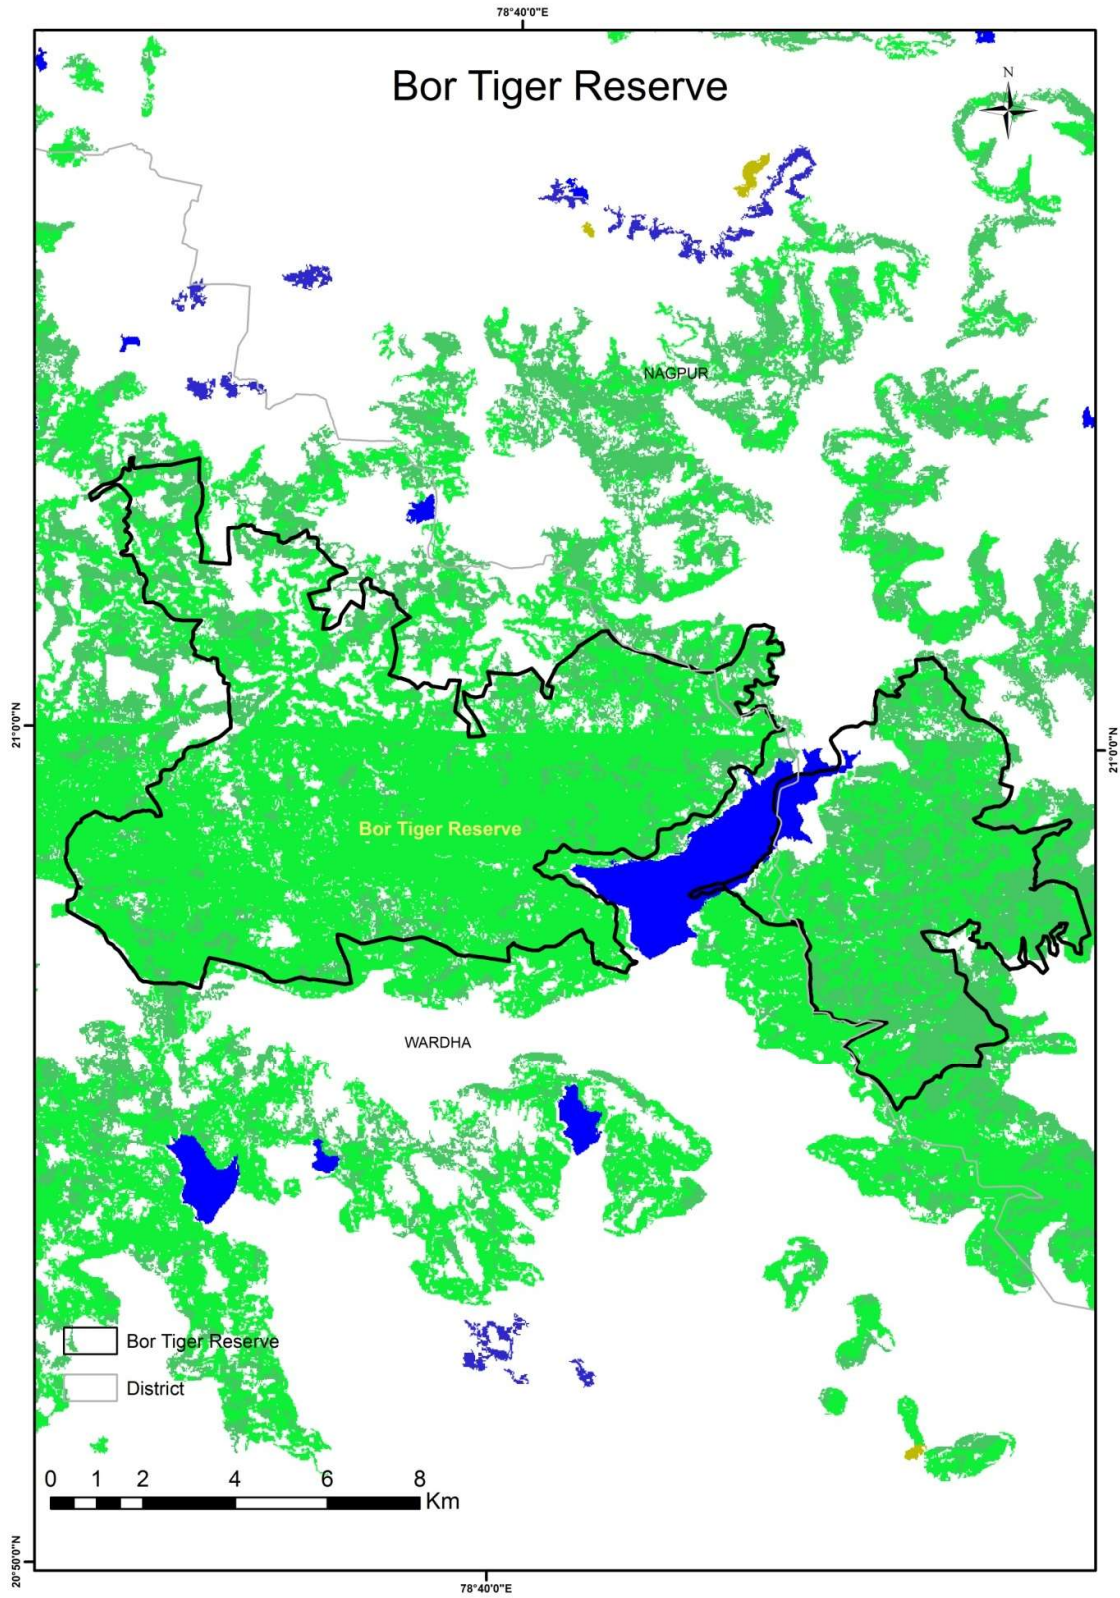 78°40'0"E
Bor Tiger Reserve
N
NAGPUR
21°0'0"N
21°0'0"N
Bor Tiger Reserve
WARDHA
Bor Tiger Reserve
District
0 1 2 4 6 8
Km
20°50'0"N
78°40'0"E